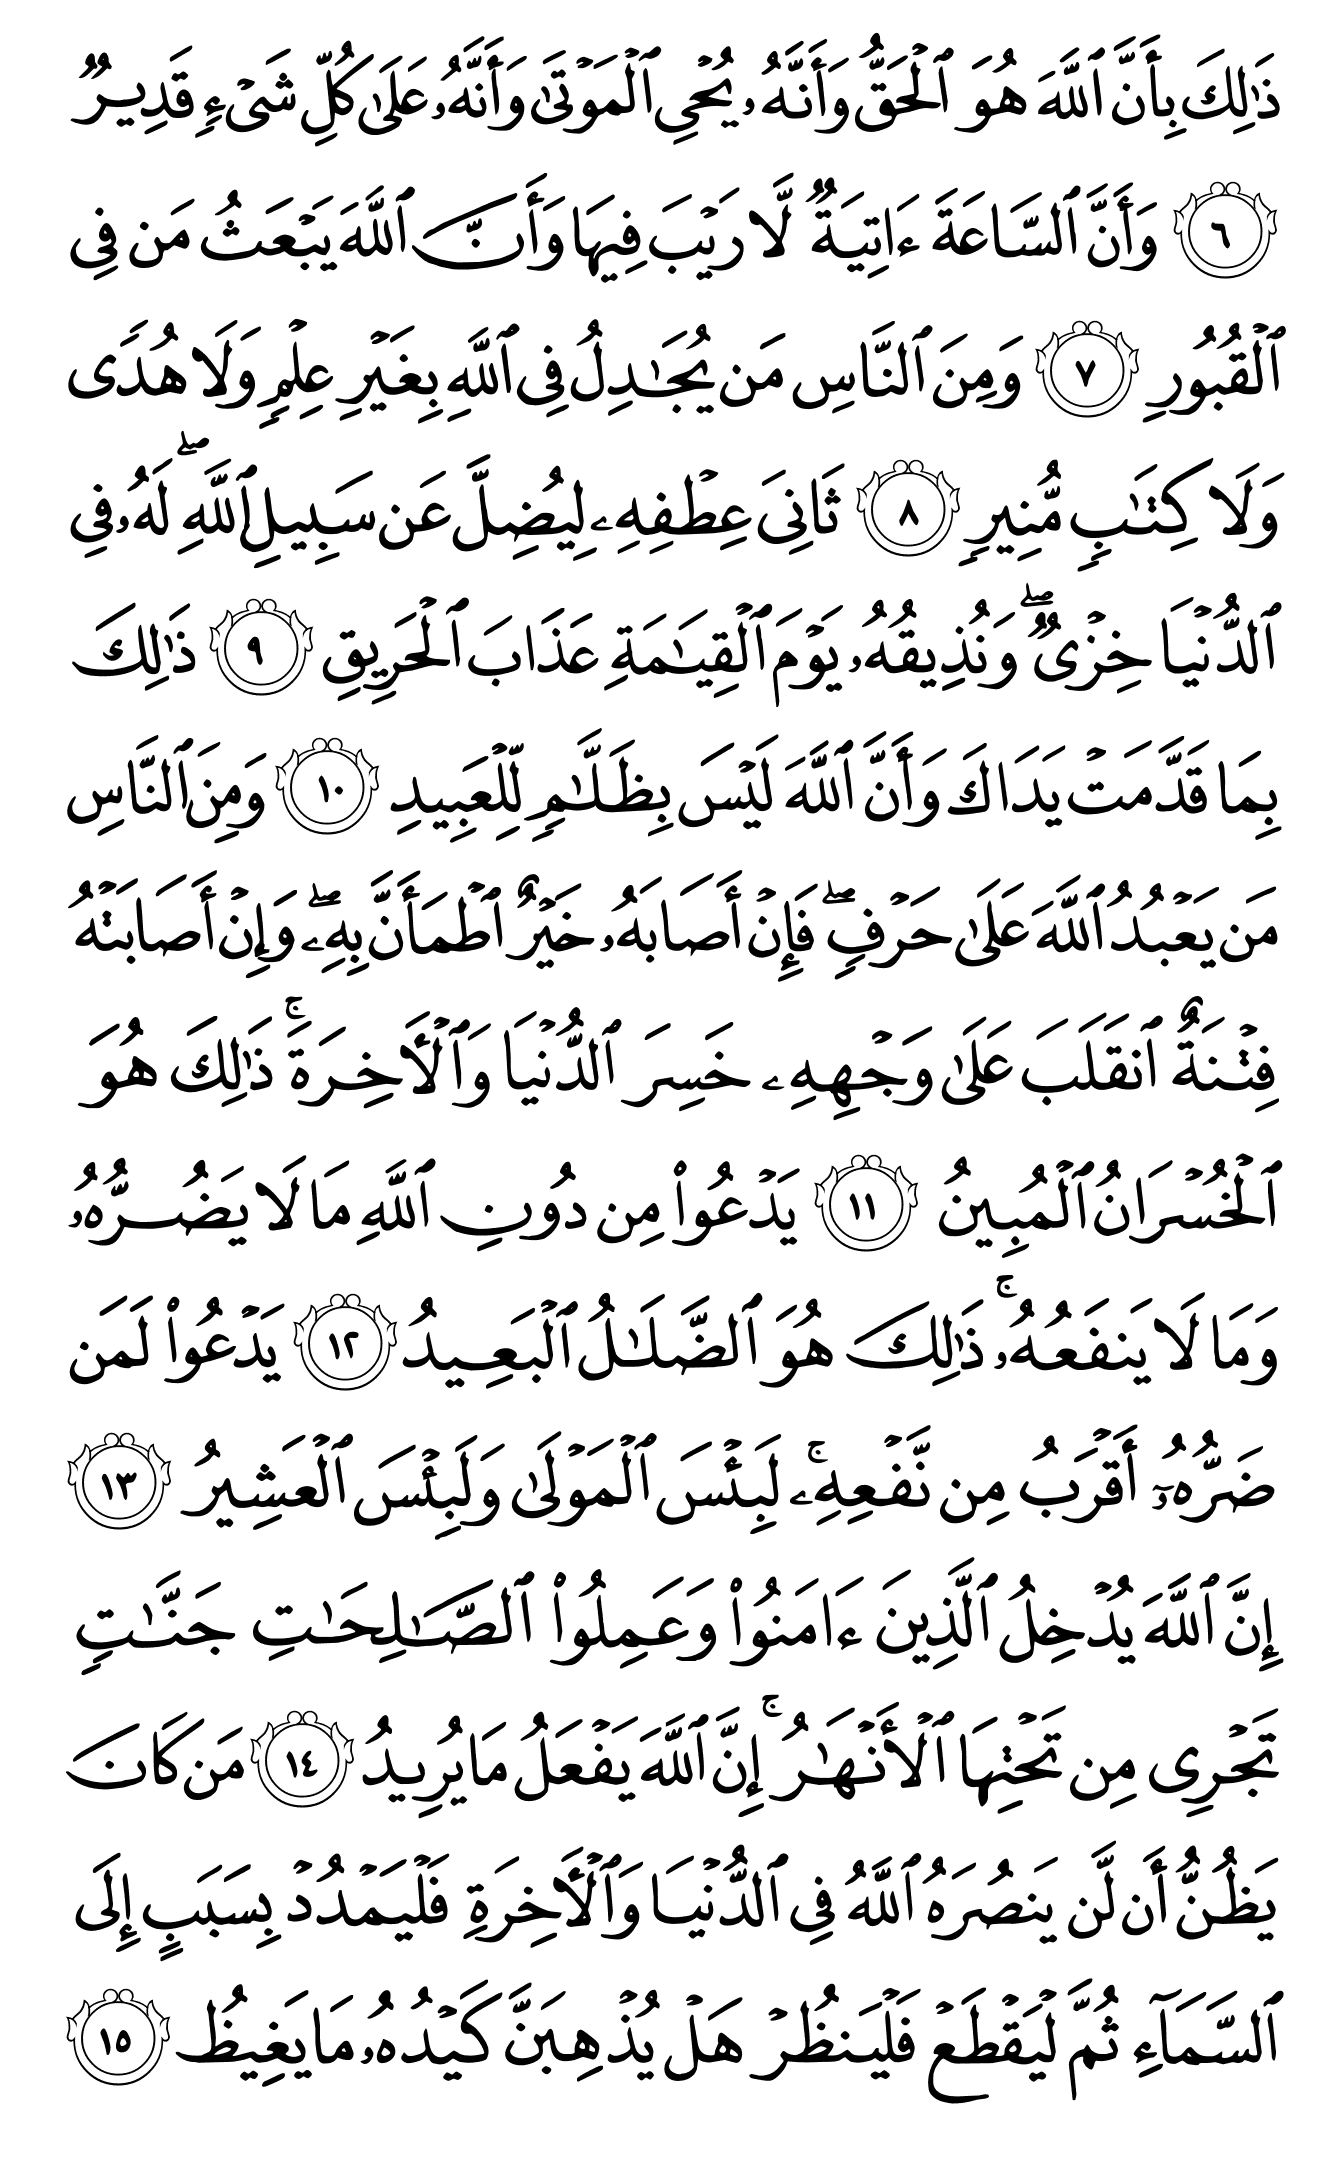 ذَٰلِكَ بِأَنَّ ٱللَّهَ هُوَ ٱلْحَقُّ وَأَنَّهُۥ يُحْىِ ٱلْمَوْتَىٰ وَأَنَّهُۥ عَلَىٰ كُلِّ شَىْءٍ قَدِيرٌ
٦ وَأَنَّ ٱلسَّاعَةَ ءَاتِيَةٌ لَّا رَيْبَ فِيهَا وَأَنَّ ٱللَّهَ يَبْعَثُ مَن فِى
ٱلْقُبُورِ ٧ وَمِنَ ٱلنَّاسِ مَن يُجَٰدِلُ فِى ٱللَّهِ بِغَيْرِ عِلْمٍ وَلَا هُدًى
وَلَا كِتَٰبٍ مُّنِيرٍ ٨ ثَانِىَ عِطْفِهِۦ لِيُضِلَّ عَن سَبِيلِ ٱللَّهِۖ لَهُۥ فِى
ٱلدُّنْيَا خِزْىٌۖ وَنُذِيقُهُۥ يَوْمَ ٱلْقِيَٰمَةِ عَذَابَ ٱلْحَرِيقِ ٩ ذَٰلِكَ
بِمَا قَدَّمَتْ يَدَاكَ وَأَنَّ ٱللَّهَ لَيْسَ بِظَلَّٰمٍ لِّلْعَبِيدِ ١٠ وَمِنَ ٱلنَّاسِ
مَن يَعْبُدُ ٱللَّهَ عَلَىٰ حَرْفٍۖ فَإِنْ أَصَابَهُۥ خَيْرٌ ٱطْمَأَنَّ بِهِۦۖ وَإِنْ أَصَابَتْهُ
فِتْنَةٌ ٱنقَلَبَ عَلَىٰ وَجْهِهِۦ خَسِرَ ٱلدُّنْيَا وَٱلْءَاخِرَةَۚ ذَٰلِكَ هُوَ
ٱلْخُسْرَانُ ٱلْمُبِينُ ١١ يَدْعُوا۟ مِن دُونِ ٱللَّهِ مَا لَا يَضُرُّهُۥ
وَمَا لَا يَنفَعُهُۥۚ ذَٰلِكَ هُوَ ٱلضَّلَٰلُ ٱلْبَعِيدُ ١٢ يَدْعُوا۟ لَمَن
ضَرُّهُۥٓ أَقْرَبُ مِن نَّفْعِهِۦۚ لَبِئْسَ ٱلْمَوْلَىٰ وَلَبِئْسَ ٱلْعَشِيرُ ١٣
إِنَّ ٱللَّهَ يُدْخِلُ ٱلَّذِينَ ءَامَنُوا۟ وَعَمِلُوا۟ ٱلصَّٰلِحَٰتِ جَنَّٰتٍ
تَجْرِى مِن تَحْتِهَا ٱلْأَنْهَٰرُۚ إِنَّ ٱللَّهَ يَفْعَلُ مَا يُرِيدُ ١٤ مَن كَانَ
يَظُنُّ أَن لَّن يَنصُرَهُ ٱللَّهُ فِى ٱلدُّنْيَا وَٱلْءَاخِرَةِ فَلْيَمْدُدْ بِسَبَبٍ إِلَى
ٱلسَّمَآءِ ثُمَّ لْيَقْطَعْ فَلْيَنظُرْ هَلْ يُذْهِبَنَّ كَيْدُهُۥ مَا يَغِيظُ ١٥